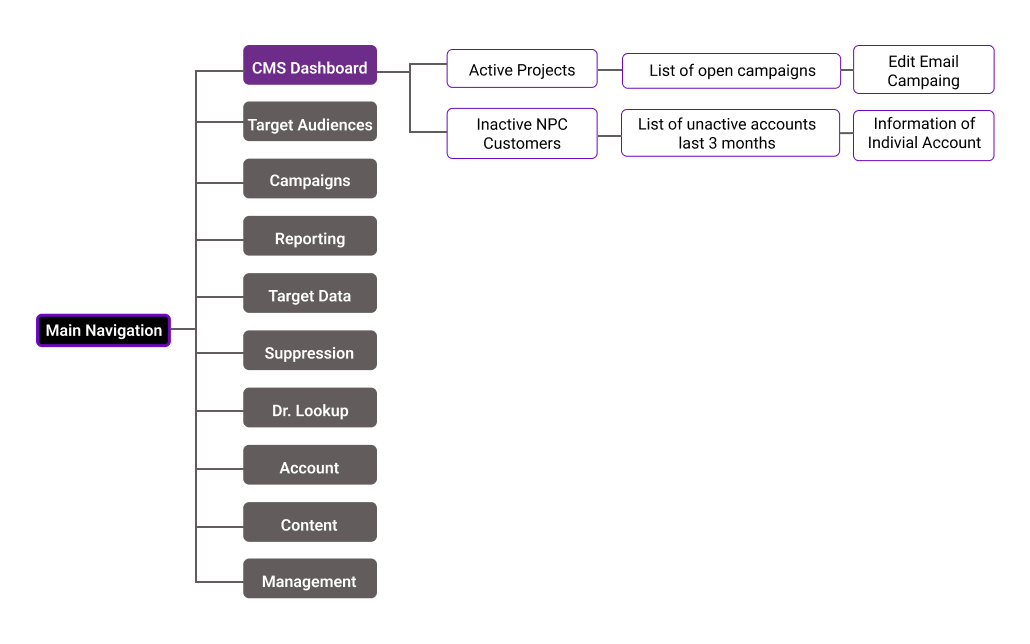 CMS Dashboard
Active Projects
List of open campaigns
Edit Email
Campaing
Target Audiences
Inactive NPC
Customers
List of unactive accounts
last 3 months
Information of
Indivial Account
Campaigns
Reporting
Target Data
Main Navigation
Suppression
Dr. Lookup
Account
Content
Management